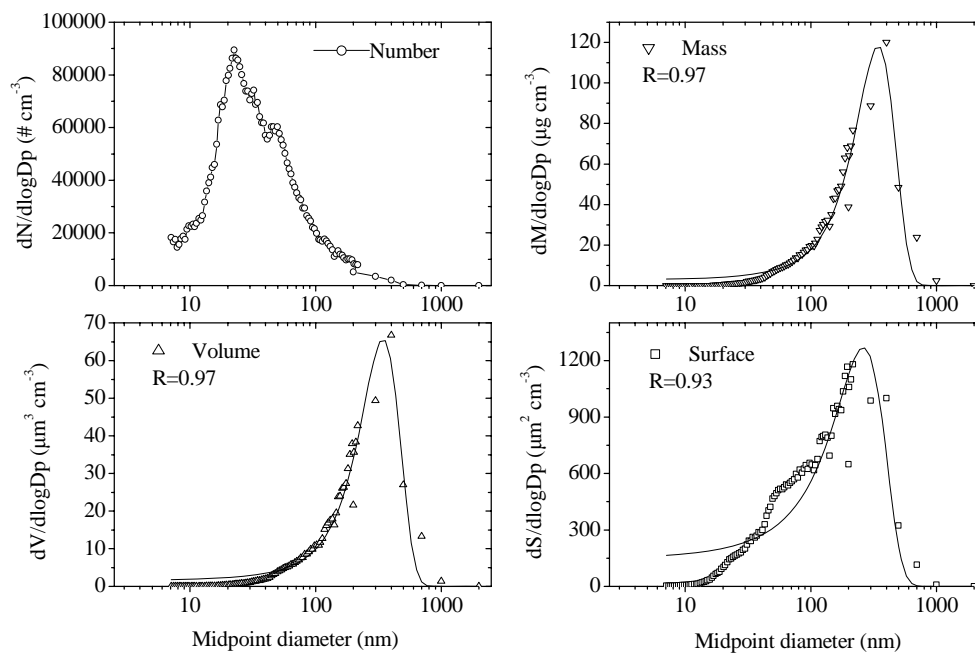 100000
80000
60000
40000
20000
0
dN/dlogDp (# cm⁻³)
Number
10
100
1000
120
100
80
60
40
20
0
dM/dlogDp (μg cm⁻³)
Mass
R=0.97
10
100
1000
70
60
50
40
30
20
10
0
dV/dlogDp (μm³ cm⁻³)
Volume
R=0.97
10
100
1000
Midpoint diameter (nm)
1200
900
600
300
0
dS/dlogDp (μm² cm⁻³)
Surface
R=0.93
10
100
1000
Midpoint diameter (nm)